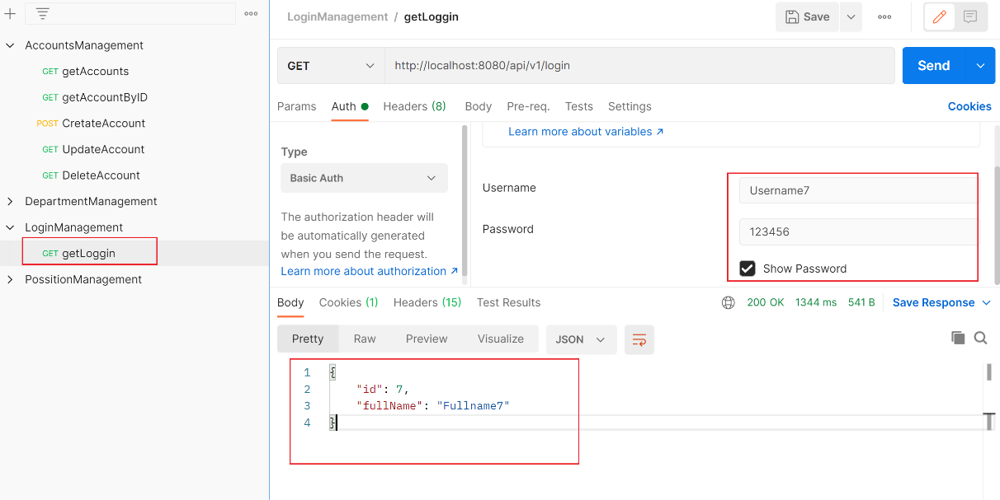 AccountsManagement
GET getAccounts
GET getAccountByID
POST CretateAccount
GET UpdateAccount
GET DeleteAccount
DepartmentManagement
LoginManagement
GET getLoggin
PossitionManagement
LoginManagement / getLoggin
Save
GET http://localhost:8080/api/v1/login
Send
Params Auth Headers (8) Body Pre-req. Tests Settings Cookies
Type
Basic Auth
The authorization header will
be automatically generated
when you send the request.
Learn more about authorization ↗
Learn more about variables ↗
Username Username7
Password 123456
Show Password
Body Cookies (1) Headers (15) Test Results 200 OK 1344 ms 541 B Save Response
Pretty Raw Preview Visualize JSON
1 {
2 "id": 7,
3 "fullName": "Fullname7"
4 }